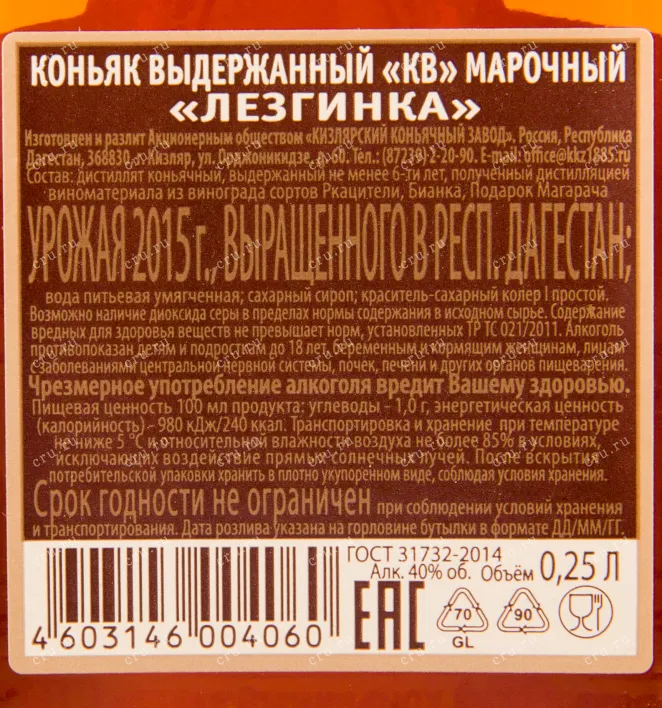 КОНЬЯК ВЫДЕРЖАННЫЙ «КВ» МАРОЧНЫЙ
«ЛЕЗГИНКА»
Изготовлен и разлит Акционерным обществом «КИЗЛЯРСКИЙ КОНЬЯЧНЫЙ ЗАВОД», Россия, Республика
Дагестан, 368830, г. Кизляр, ул. Орджоникидзе, 60. Тел.: (87239) 2-20-90. E-mail: office@kkz1885.ru
Состав: дистиллят коньячный, выдержанный не менее 6-ти лет, полученный дистилляцией
виноматериала из винограда сортов Ркацители, Бианка, Подарок Магарача
УРОЖАЯ 2015 г., ВЫРАЩЕННОГО В РЕСП. ДАГЕСТАН;
вода питьевая умягченная; сахарный сироп; краситель-сахарный колер I простой.
Возможно наличие диоксида серы в пределах нормы содержания в исходном сырье. Содержание
вредных для здоровья веществ не превышает норм, установленных ТР ТС 021/2011. Алкоголь
противопоказан детям и подросткам до 18 лет, беременным и кормящим женщинам, лицам
с заболеваниями центральной нервной системы, почек, печени и других органов пищеварения.
Чрезмерное употребление алкоголя вредит Вашему здоровью.
Пищевая ценность 100 мл продукта: углеводы - 1,0 г, энергетическая ценность
(калорийность) - 980 кДж/240 ккал. Транспортировка и хранение при температуре
не ниже 5 °С и относительной влажности воздуха не более 85% в условиях,
исключающих воздействие прямых солнечных лучей. После вскрытия
потребительской упаковки хранить в плотно укупоренном виде, соблюдая условия хранения.
Срок годности не ограничен при соблюдении условий хранения
и транспортирования. Дата розлива указана на горловине бутылки в формате ДД/ММ/ГГ.
ГОСТ 31732-2014
Алк. 40% об. Объём 0,25 Л
4 603146 004060
EAC
70
GL
90
cru.ru